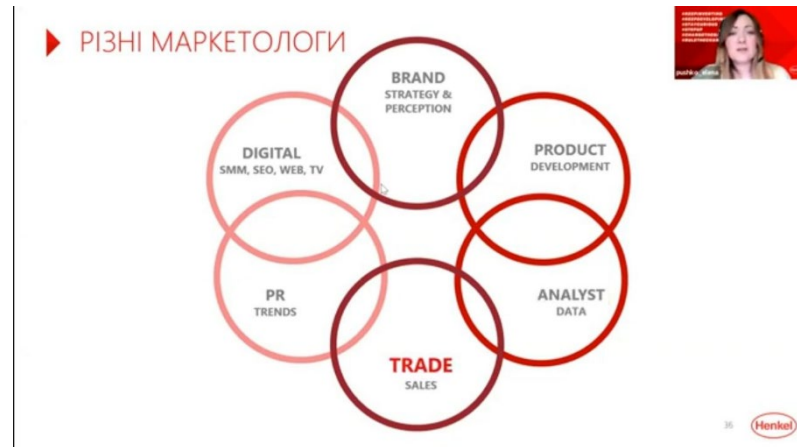 РІЗНІ МАРКЕТОЛОГИ
BRAND
STRATEGY &
PERCEPTION
DIGITAL
SMM, SEO, WEB, TV
PRODUCT
DEVELOPMENT
PR
TRENDS
ANALYST
DATA
TRADE
SALES
Henkel